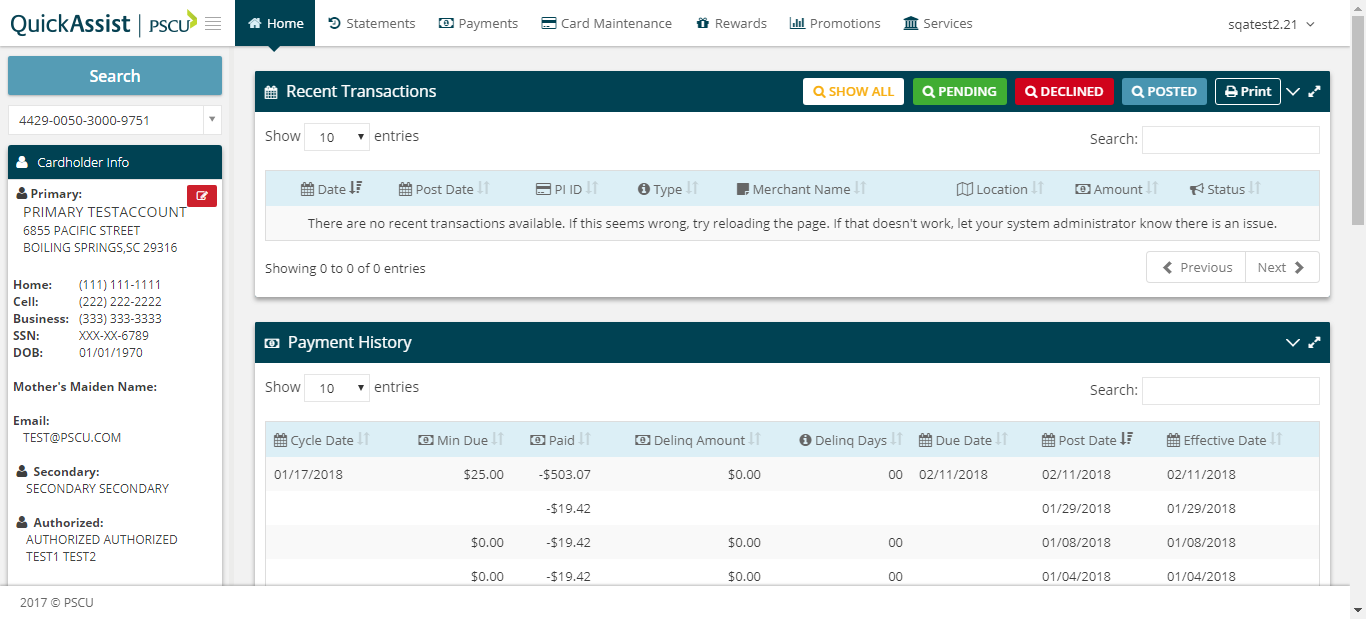 QuickAssist | PSCU
Home Statements Payments Card Maintenance Rewards Promotions Services sqatest2.21
Search
4429-0050-3000-9751
Cardholder Info
Primary:
PRIMARY TESTACCOUNT
6855 PACIFIC STREET
BOILING SPRINGS,SC 29316
Home: (111) 111-1111
Cell: (222) 222-2222
Business: (333) 333-3333
SSN: XXX-XX-6789
DOB: 01/01/1970
Mother's Maiden Name:
Email:
TEST@PSCU.COM
Secondary:
SECONDARY SECONDARY
Authorized:
AUTHORIZED AUTHORIZED
TEST1 TEST2
Recent Transactions SHOW ALL PENDING DECLINED POSTED Print
Show 10 entries Search:
Date Post Date PI ID Type Merchant Name Location Amount Status
There are no recent transactions available. If this seems wrong, try reloading the page. If that doesn't work, let your system administrator know there is an issue.
Showing 0 to 0 of 0 entries Previous Next
Payment History
Show 10 entries Search:
Cycle Date Min Due Paid Delinq Amount Delinq Days Due Date Post Date Effective Date
01/17/2018 $25.00 -$503.07 $0.00 00 02/11/2018 02/11/2018 02/11/2018
-$19.42 01/29/2018 01/29/2018
$0.00 -$19.42 $0.00 00 01/08/2018 01/08/2018
$0.00 -$19.42 $0.00 00 01/04/2018 01/04/2018
2017 © PSCU